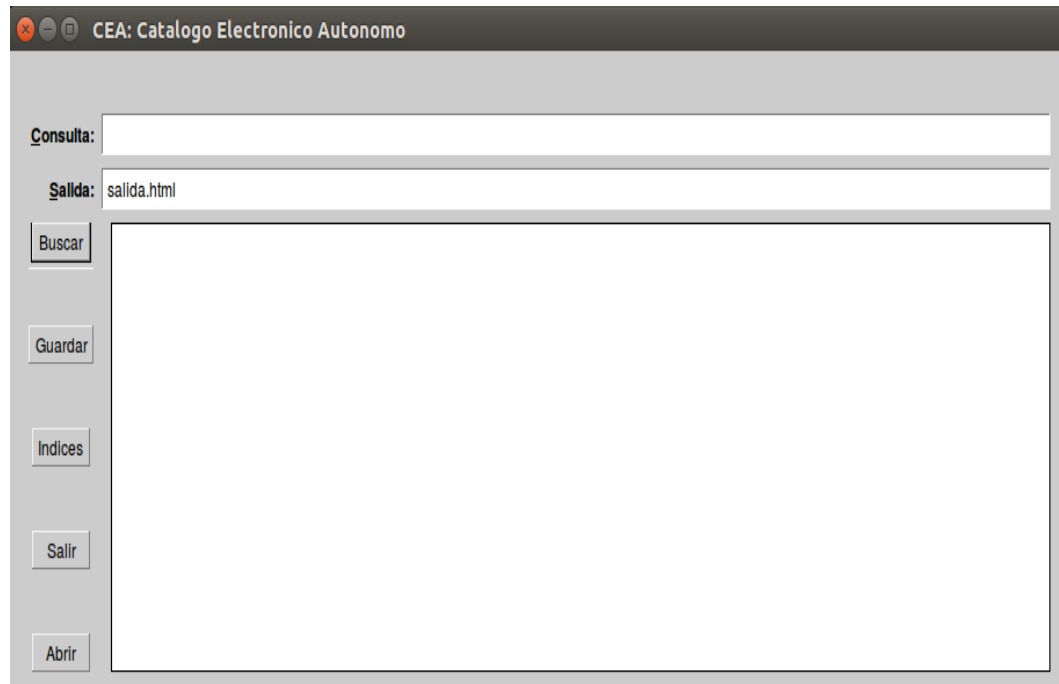 CEA: Catalogo Electronico Autonomo
Consulta:
Salida: salida.html
Buscar
Guardar
Indices
Salir
Abrir